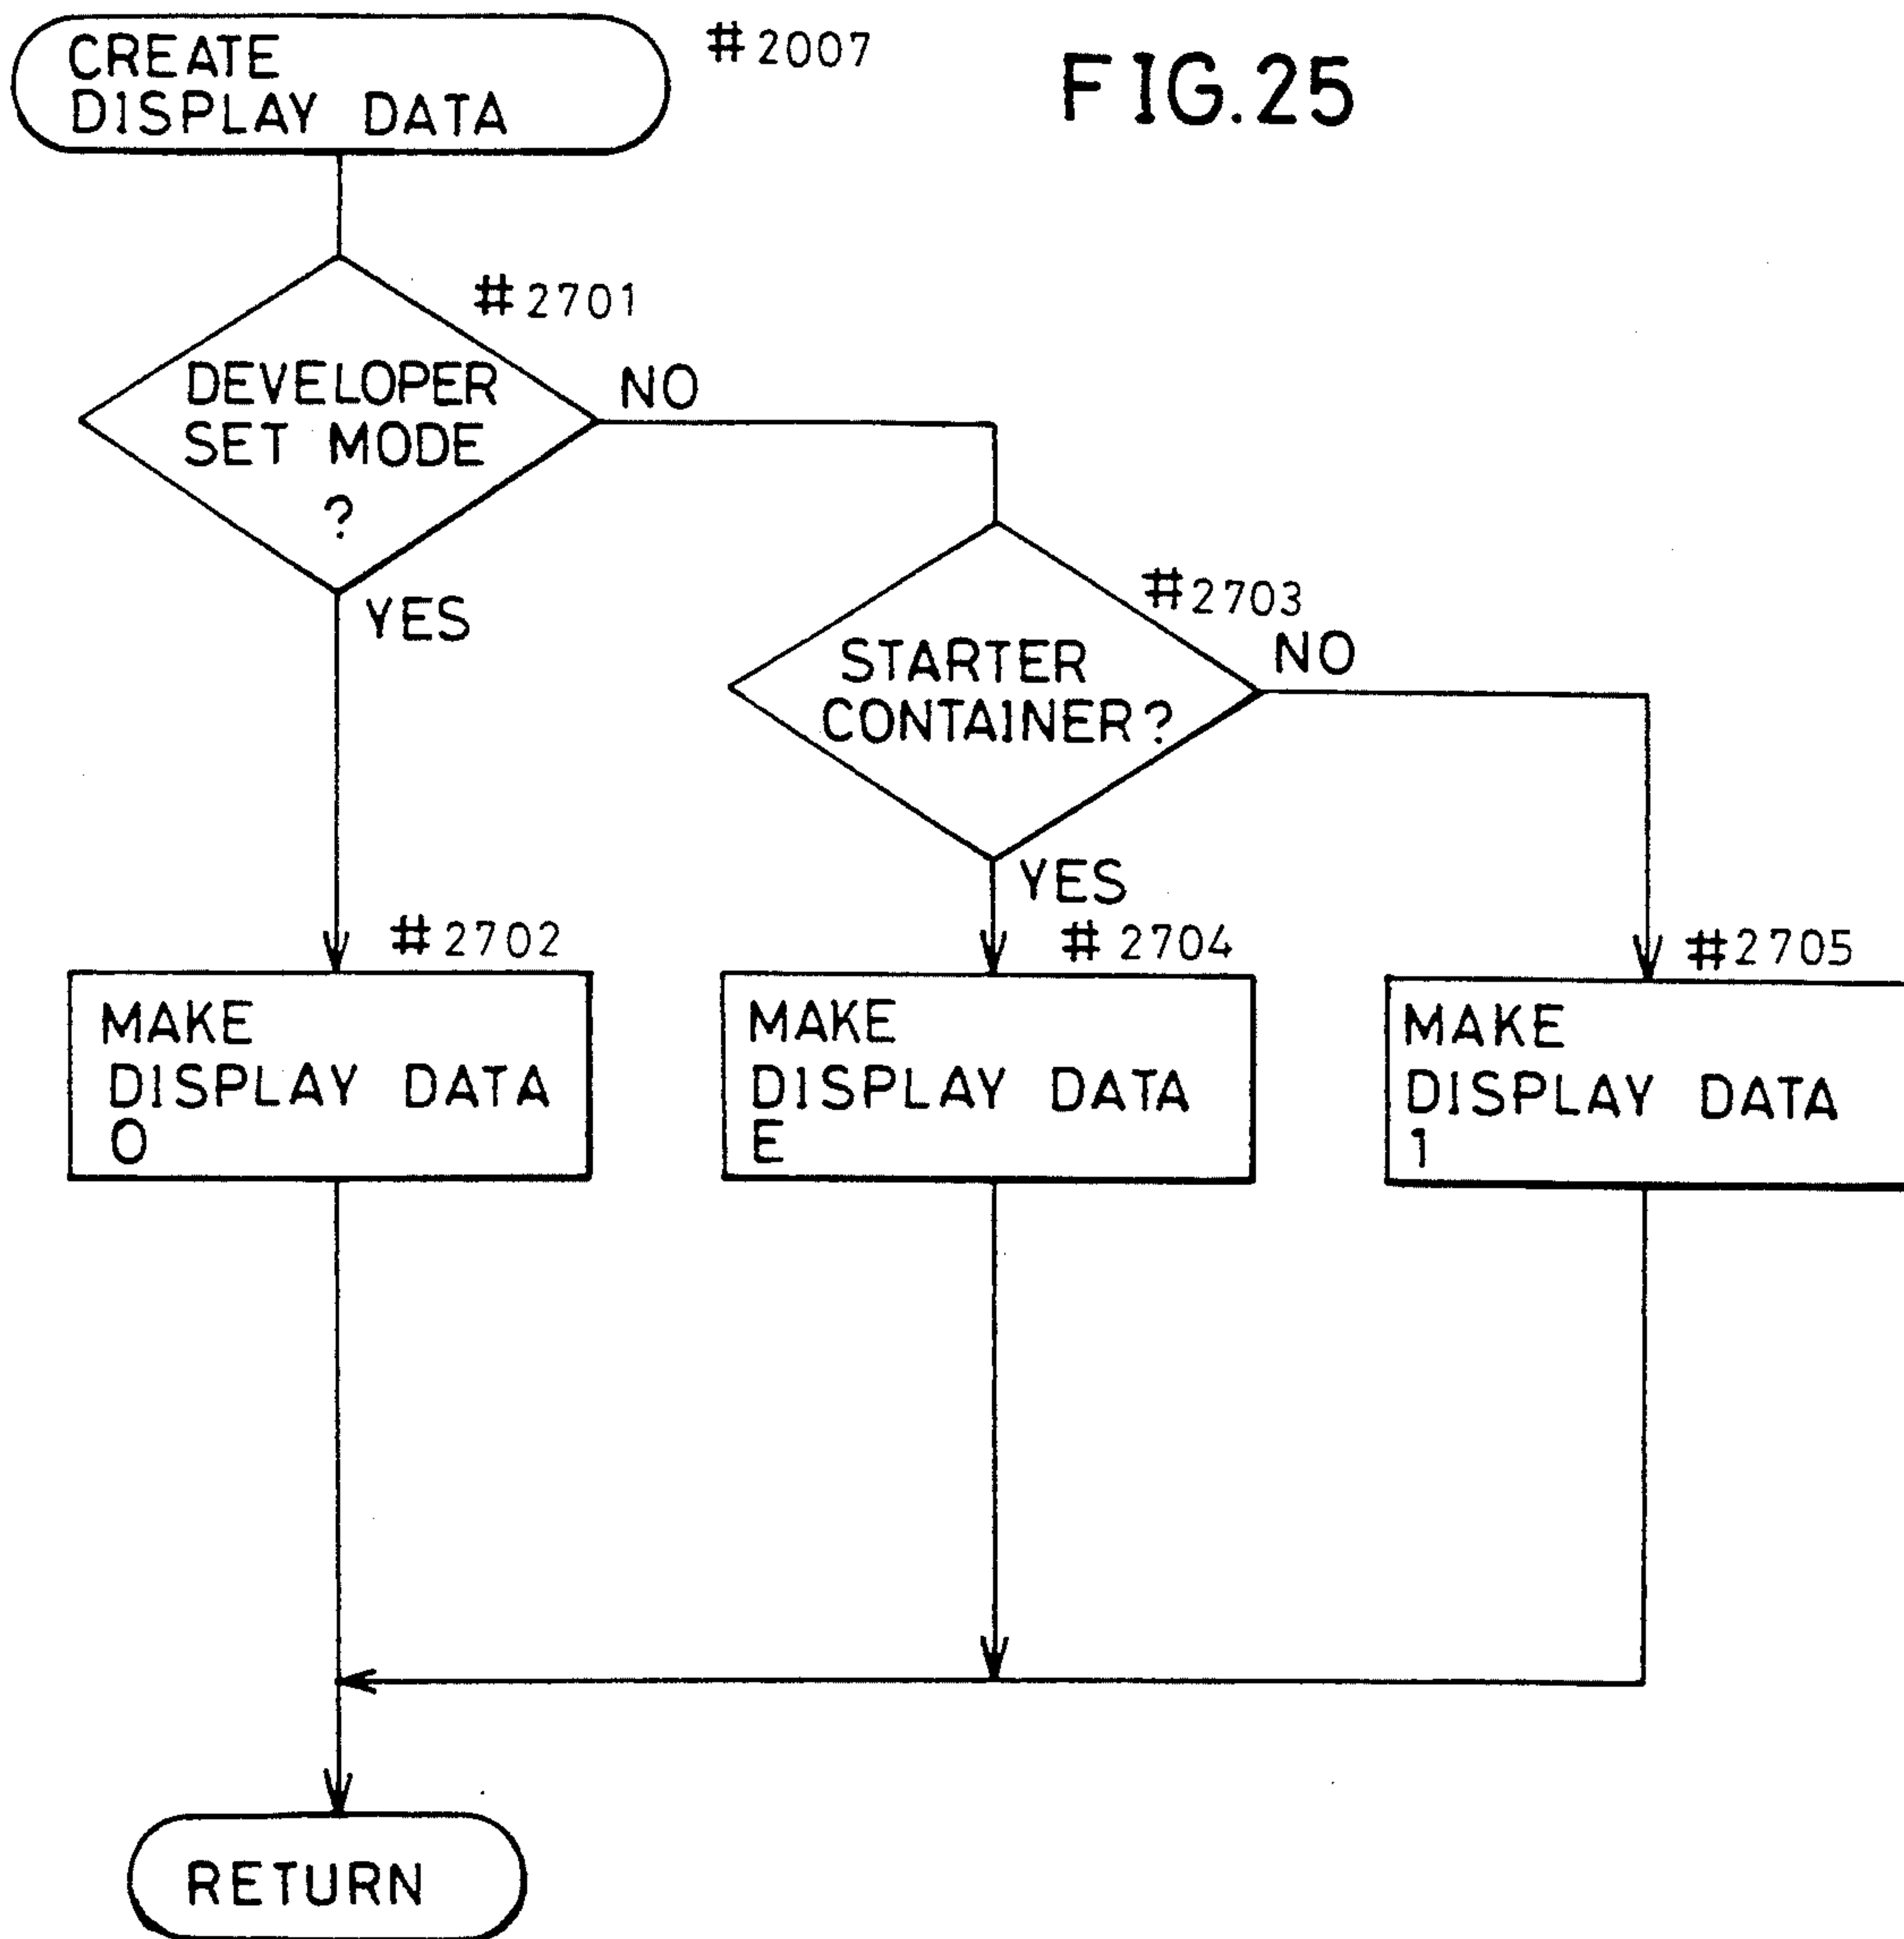 CREATE
DISPLAY DATA
#2007
FIG.25
#2701
DEVELOPER
SET MODE
?
NO
YES
#2703
STARTER
CONTAINER?
NO
YES
#2702
MAKE
DISPLAY DATA
0
#2704
MAKE
DISPLAY DATA
E
#2705
MAKE
DISPLAY DATA
1
RETURN